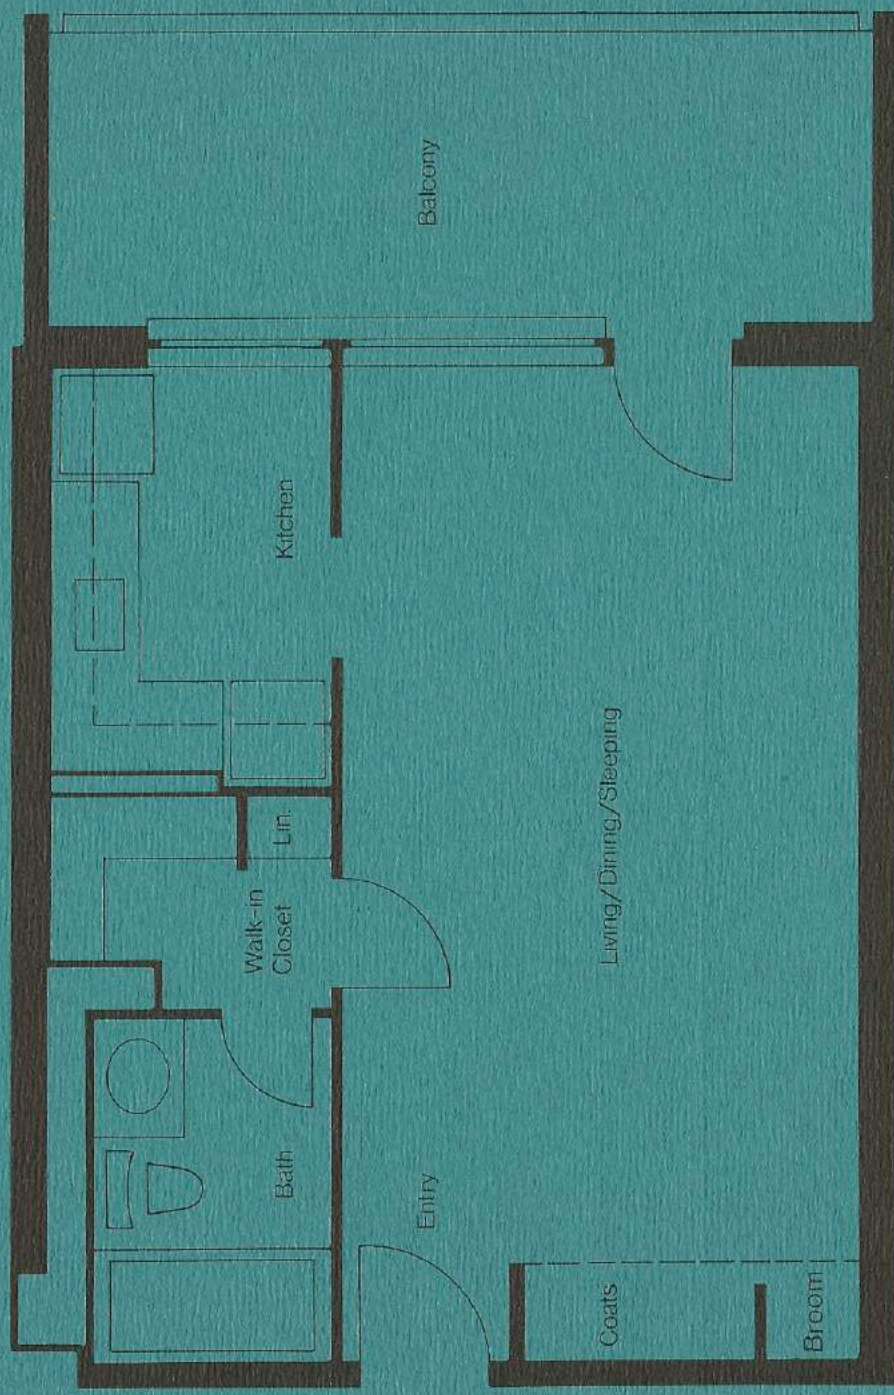 Balcony
Kitchen
Living/Dining/Sleeping
Lin.
Walk-in
Closet
Bath
Entry
Coats
Broom